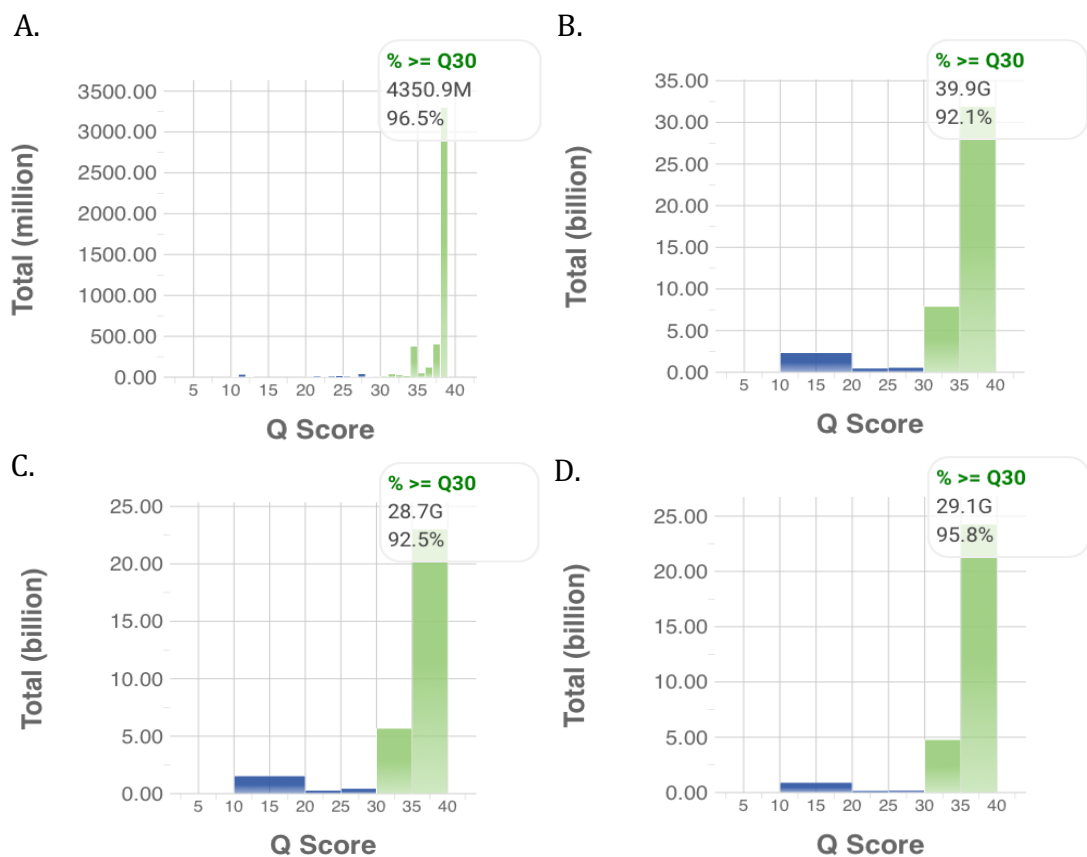 A.
% >= Q30
4350.9M
96.5%
Total (million)
3500.00
3000.00
2500.00
2000.00
1500.00
1000.00
500.00
0.00
5 10 15 20 25 30 35 40
Q Score
B.
% >= Q30
39.9G
92.1%
Total (billion)
35.00
30.00
25.00
20.00
15.00
10.00
5.00
0.00
5 10 15 20 25 30 35 40
Q Score
C.
% >= Q30
28.7G
92.5%
Total (billion)
25.00
20.00
15.00
10.00
5.00
0.00
5 10 15 20 25 30 35 40
Q Score
D.
% >= Q30
29.1G
95.8%
Total (billion)
25.00
20.00
15.00
10.00
5.00
0.00
5 10 15 20 25 30 35 40
Q Score